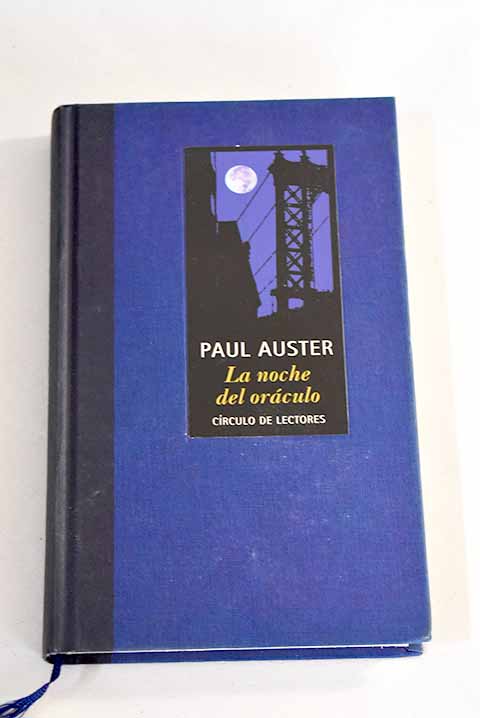 PAUL AUSTER
La noche
del oráculo
CÍRCULO DE LECTORES